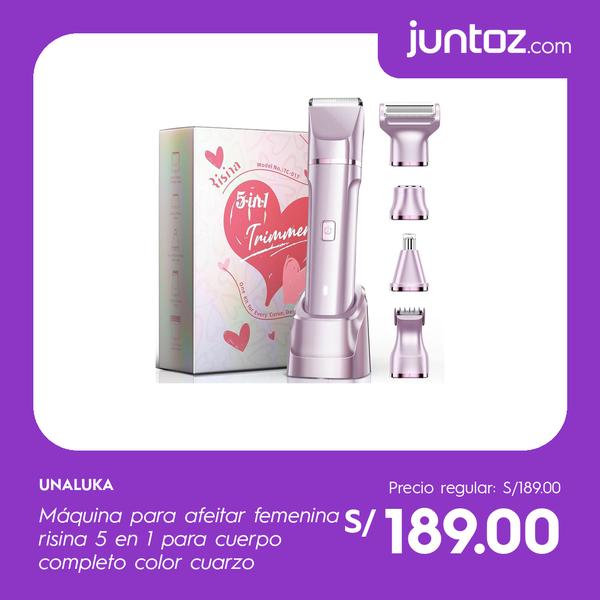 juntoz.com
Risina
Model No.:TC-017
5-in-1
Trimmer
UNALUKA
Precio regular: S/189.00
Máquina para afeitar femenina
risina 5 en 1 para cuerpo
completo color cuarzo
S/ 189.00